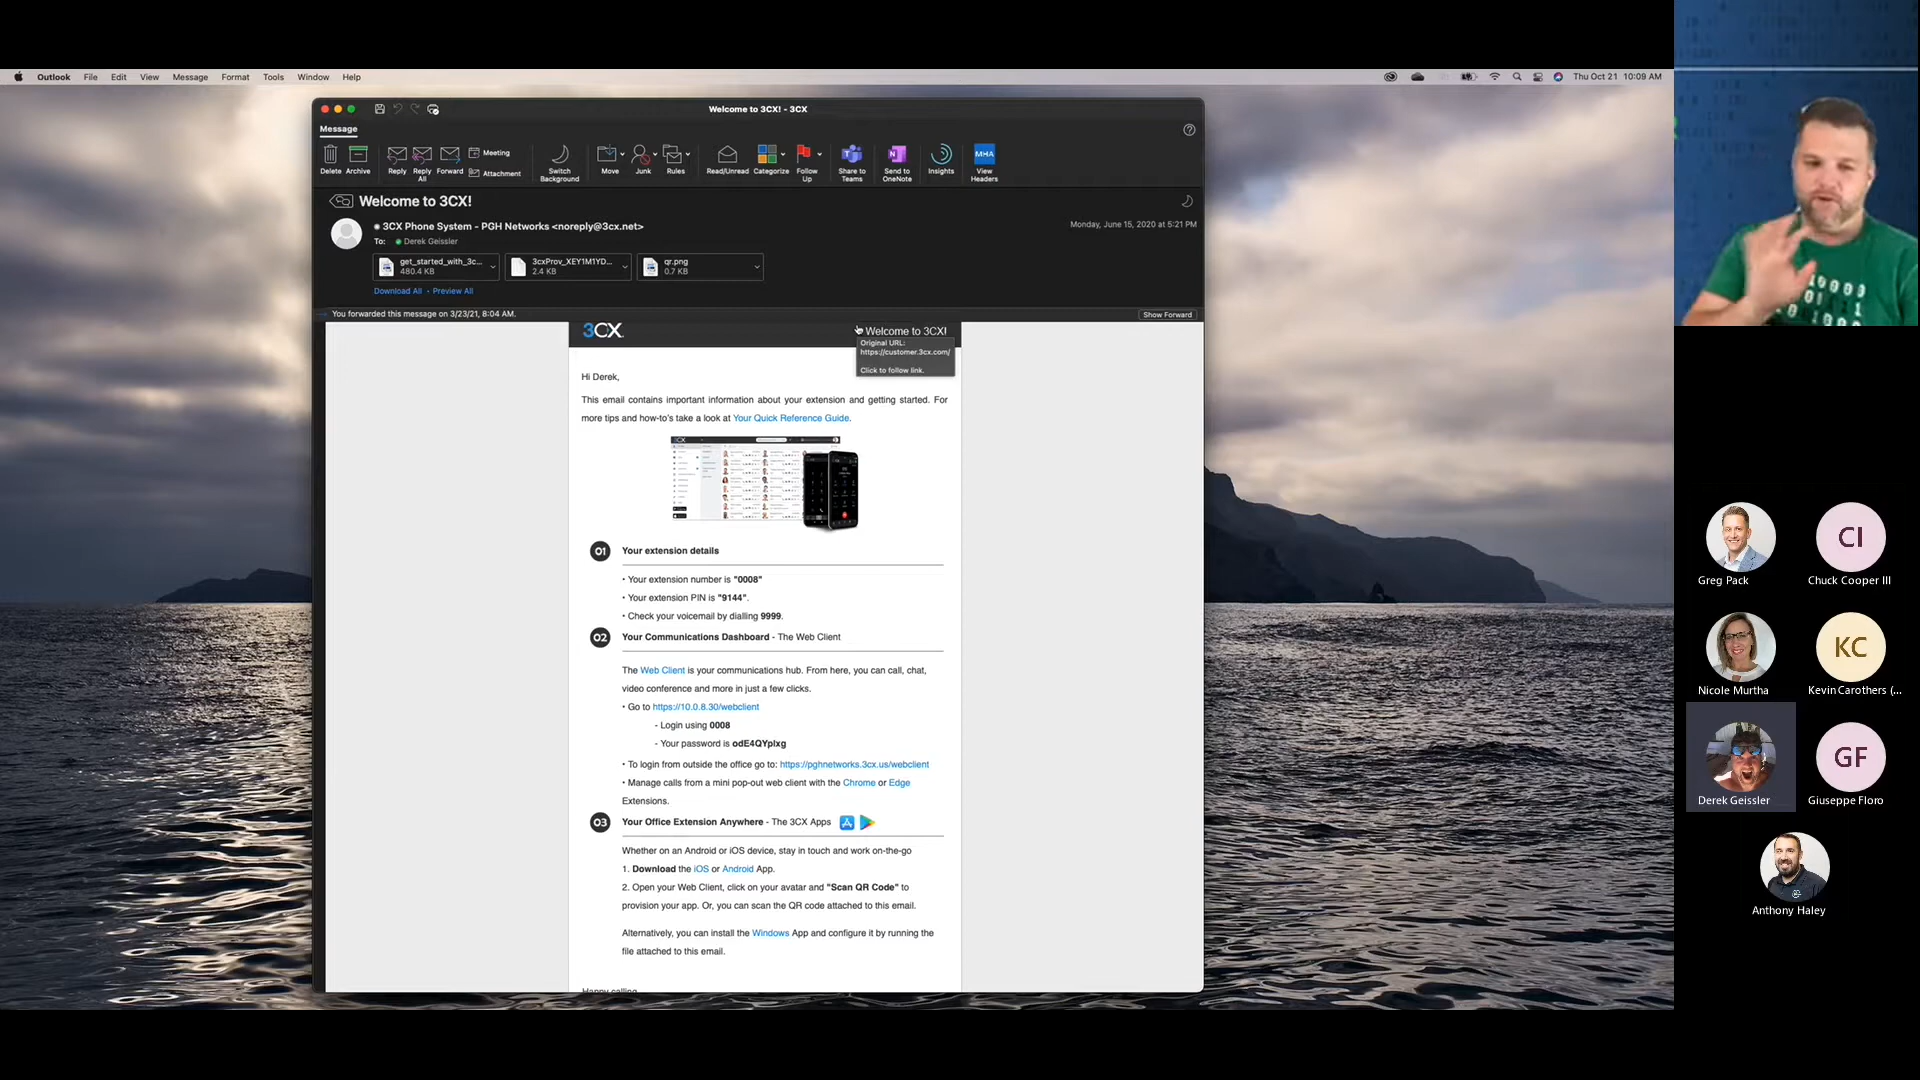 Outlook File Edit View Message Format Tools Window Help
Thu Oct 21 10:09 AM
Welcome to 3CX! - 3CX
Message
Delete Archive Reply Reply All Forward Meeting Attachment Switch Background Move Junk Rules Read/Unread Categorize Follow Up Share to Teams Send to OneNote Insights MHA View Headers
Welcome to 3CX!
3CX Phone System - PGH Networks <noreply@3cx.net>
Monday, June 15, 2020 at 5:21 PM
To: Derek Geissler
get_started_with_3c... 3cxProv_XEY1M1YD... qr.png
480.4 KB 2.4 KB 0.7 KB
Download All • Preview All
You forwarded this message on 3/23/21, 8:04 AM.
Show Forward
3CX
Welcome to 3CX!
Original URL:
https://customer.3cx.com/
Click to follow link.
Hi Derek,
This email contains important information about your extension and getting started. For
more tips and how-to's take a look at Your Quick Reference Guide.
01 Your extension details
• Your extension number is "0008"
• Your extension PIN is "9144".
• Check your voicemail by dialling 9999.
02 Your Communications Dashboard - The Web Client
The Web Client is your communications hub. From here, you can call, chat,
video conference and more in just a few clicks.
• Go to https://10.0.8.30/webclient
- Login using 0008
- Your password is odE4QYplxg
• To login from outside the office go to: https://pghnetworks.3cx.us/webclient
• Manage calls from a mini pop-out web client with the Chrome or Edge
Extensions.
03 Your Office Extension Anywhere - The 3CX Apps
Whether on an Android or iOS device, stay in touch and work on-the-go
1. Download the iOS or Android App.
2. Open your Web Client, click on your avatar and "Scan QR Code" to
provision your app. Or, you can scan the QR code attached to this email.
Alternatively, you can install the Windows App and configure it by running the
file attached to this email.
Happy calling
Greg Pack
CI
Chuck Cooper III
Nicole Murtha
KC
Kevin Carothers (...
Derek Geissler
GF
Giuseppe Floro
Anthony Haley